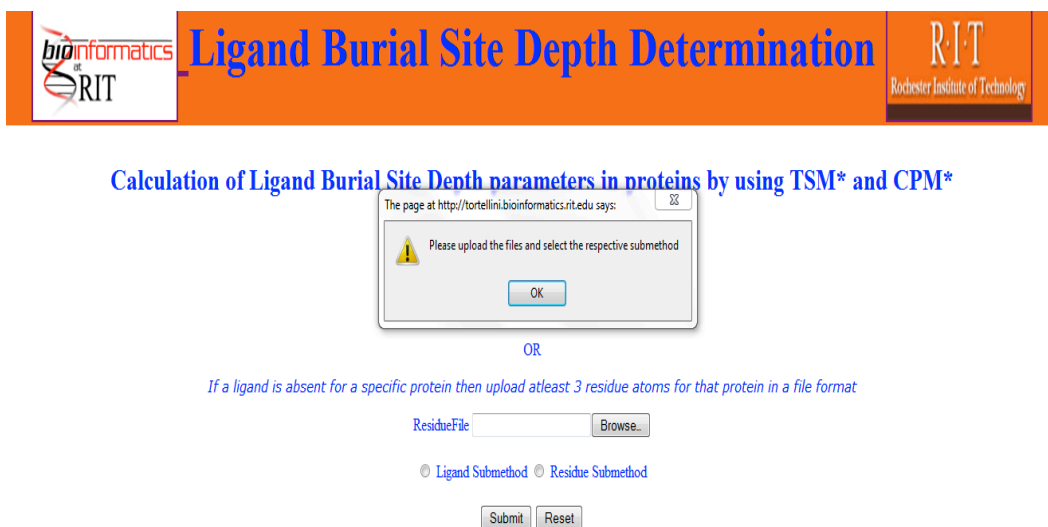 bioinformatics
at
RIT
Ligand Burial Site Depth Determination
R·I·T
Rochester Institute of Technology
Calculation of Ligand Burial Site Depth parameters in proteins by using TSM* and CPM*
The page at http://tortellini.bioinformatics.rit.edu says:
Please upload the files and select the respective submethod
OK
OR
If a ligand is absent for a specific protein then upload atleast 3 residue atoms for that protein in a file format
ResidueFile Browse..
Ligand Submethod Residue Submethod
Submit Reset